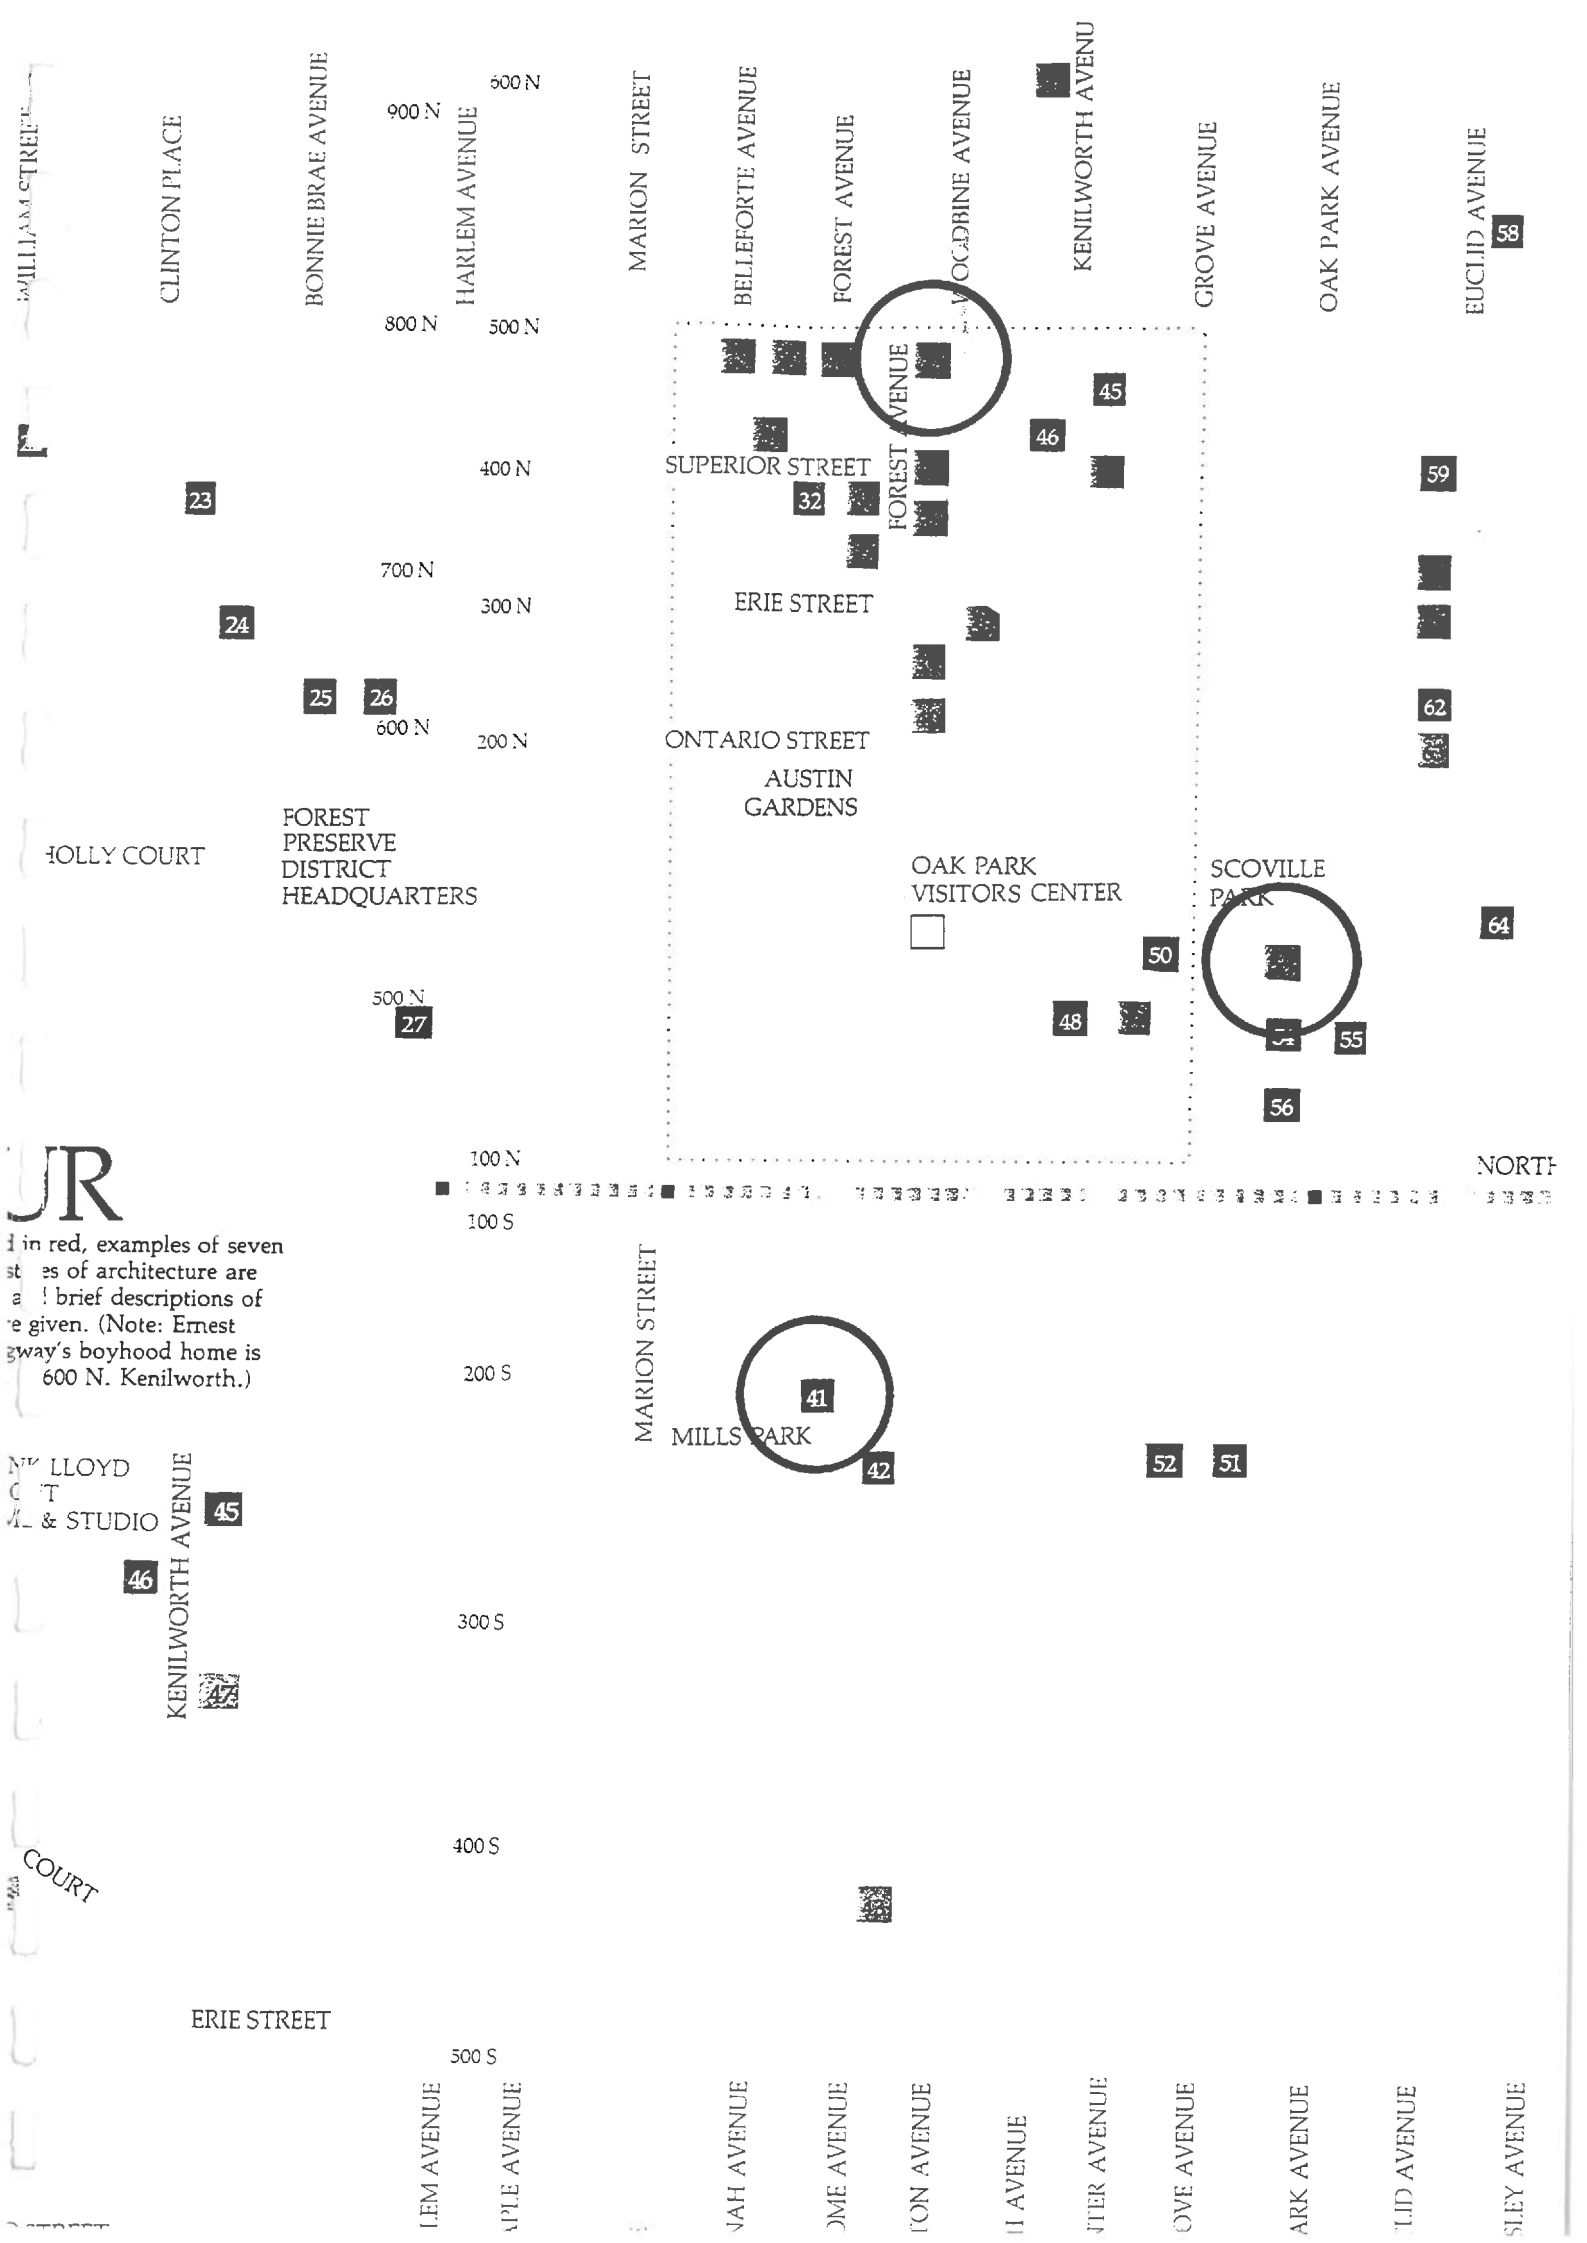 600 N
900 N
WILLIAM STREET
CLINTON PLACE
BONNIE BRAE AVENUE
HARLEM AVENUE
MARION STREET
BELLEFORTE AVENUE
FOREST AVENUE
WOODBINE AVENUE
KENILWORTH AVENU
GROVE AVENUE
OAK PARK AVENUE
EUCLID AVENUE
58
800 N
500 N
FOREST AVENUE
45
46
SUPERIOR STREET
400 N
59
23
32
700 N
ERIE STREET
300 N
24
25
26
62
600 N
200 N
ONTARIO STREET
AUSTIN
GARDENS
FOREST
PRESERVE
DISTRICT
HEADQUARTERS
HOLLY COURT
OAK PARK
VISITORS CENTER
SCOVILLE
PARK
64
50
500 N
27
48
54
55
56
100 N
NORTH
UR
100 S
d in red, examples of seven
es of architecture are
brief descriptions of
e given. (Note: Ernest
gway's boyhood home is
600 N. Kenilworth.)
MARION STREET
200 S
41
MILLS PARK
42
52
51
LLOYD
& STUDIO
KENILWORTH AVENUE
45
46
300 S
47
400 S
COURT
43
ERIE STREET
500 S
LEM AVENUE
APLE AVENUE
NAH AVENUE
OME AVENUE
TON AVENUE
H AVENUE
NTER AVENUE
OVE AVENUE
ARK AVENUE
LID AVENUE
SLEY AVENUE